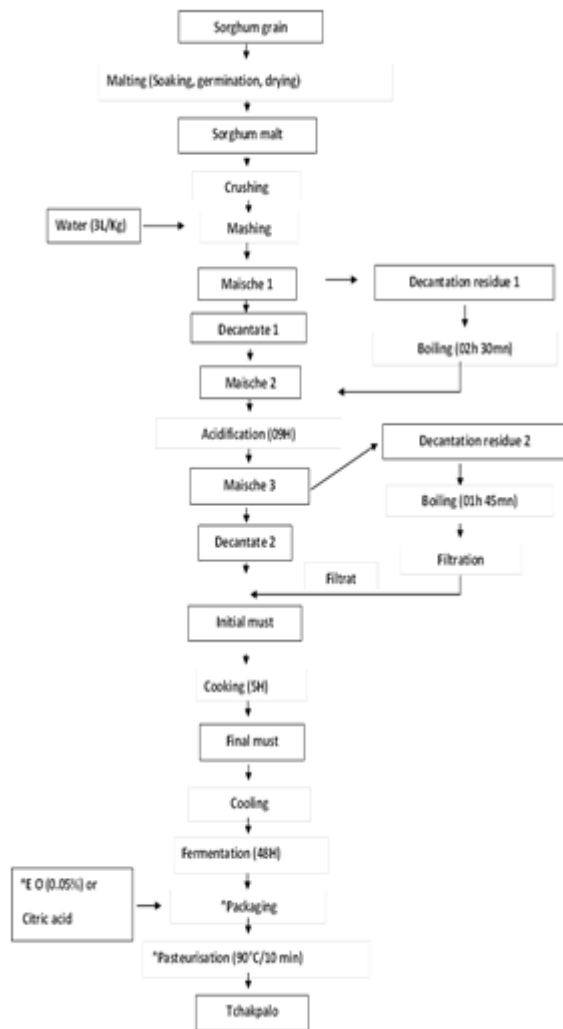 Sorghum grain
Malting (Soaking, germination, drying)
Sorghum malt
Crushing
Water (3L/Kg)
Mashing
Maische 1
Decantation residue 1
Decantate 1
Boiling (02h 30mn)
Maische 2
Acidification (09H)
Decantation residue 2
Maische 3
Boiling (01h 45mn)
Decantate 2
Filtration
Filtrat
Initial must
Cooking (5H)
Final must
Cooling
Fermentation (48H)
*E O (0.05%) or
Citric acid
*Packaging
*Pasteurisation (90°C/10 min)
Tchakpalo